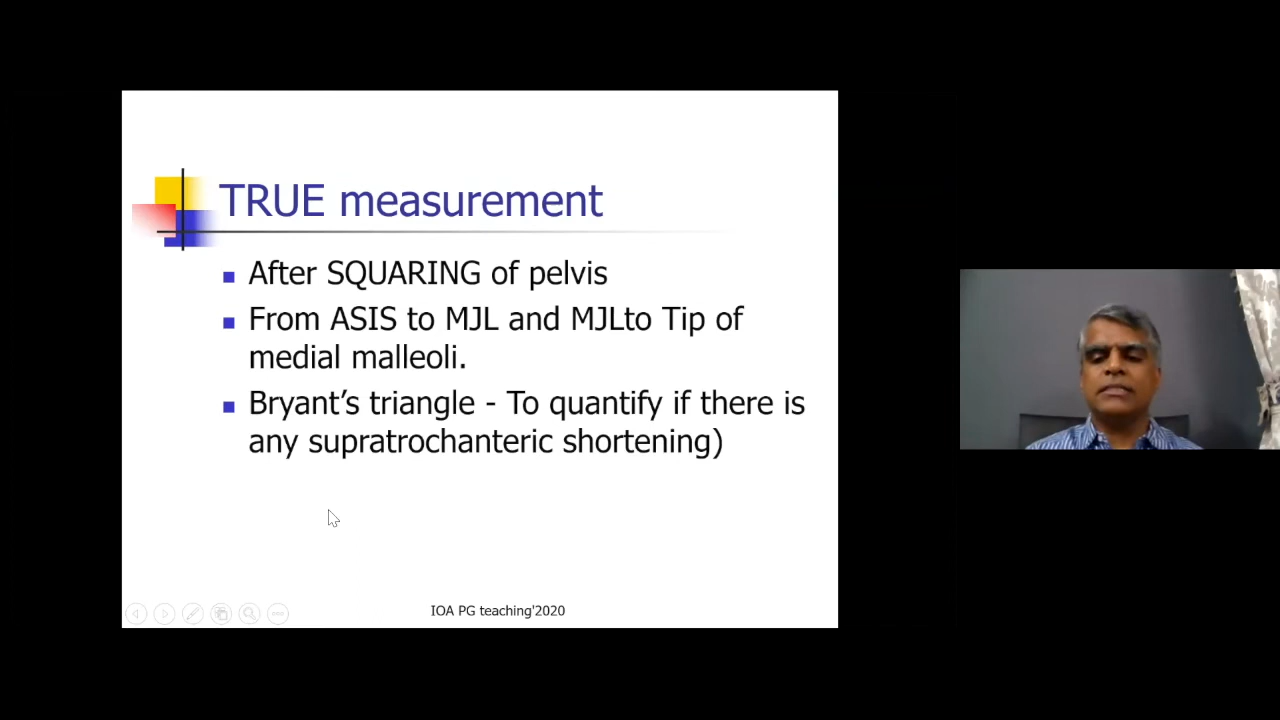 TRUE measurement
After SQUARING of pelvis
From ASIS to MJL and MJLto Tip of
medial malleoli.
Bryant’s triangle - To quantify if there is
any supratrochanteric shortening)
IOA PG teaching'2020